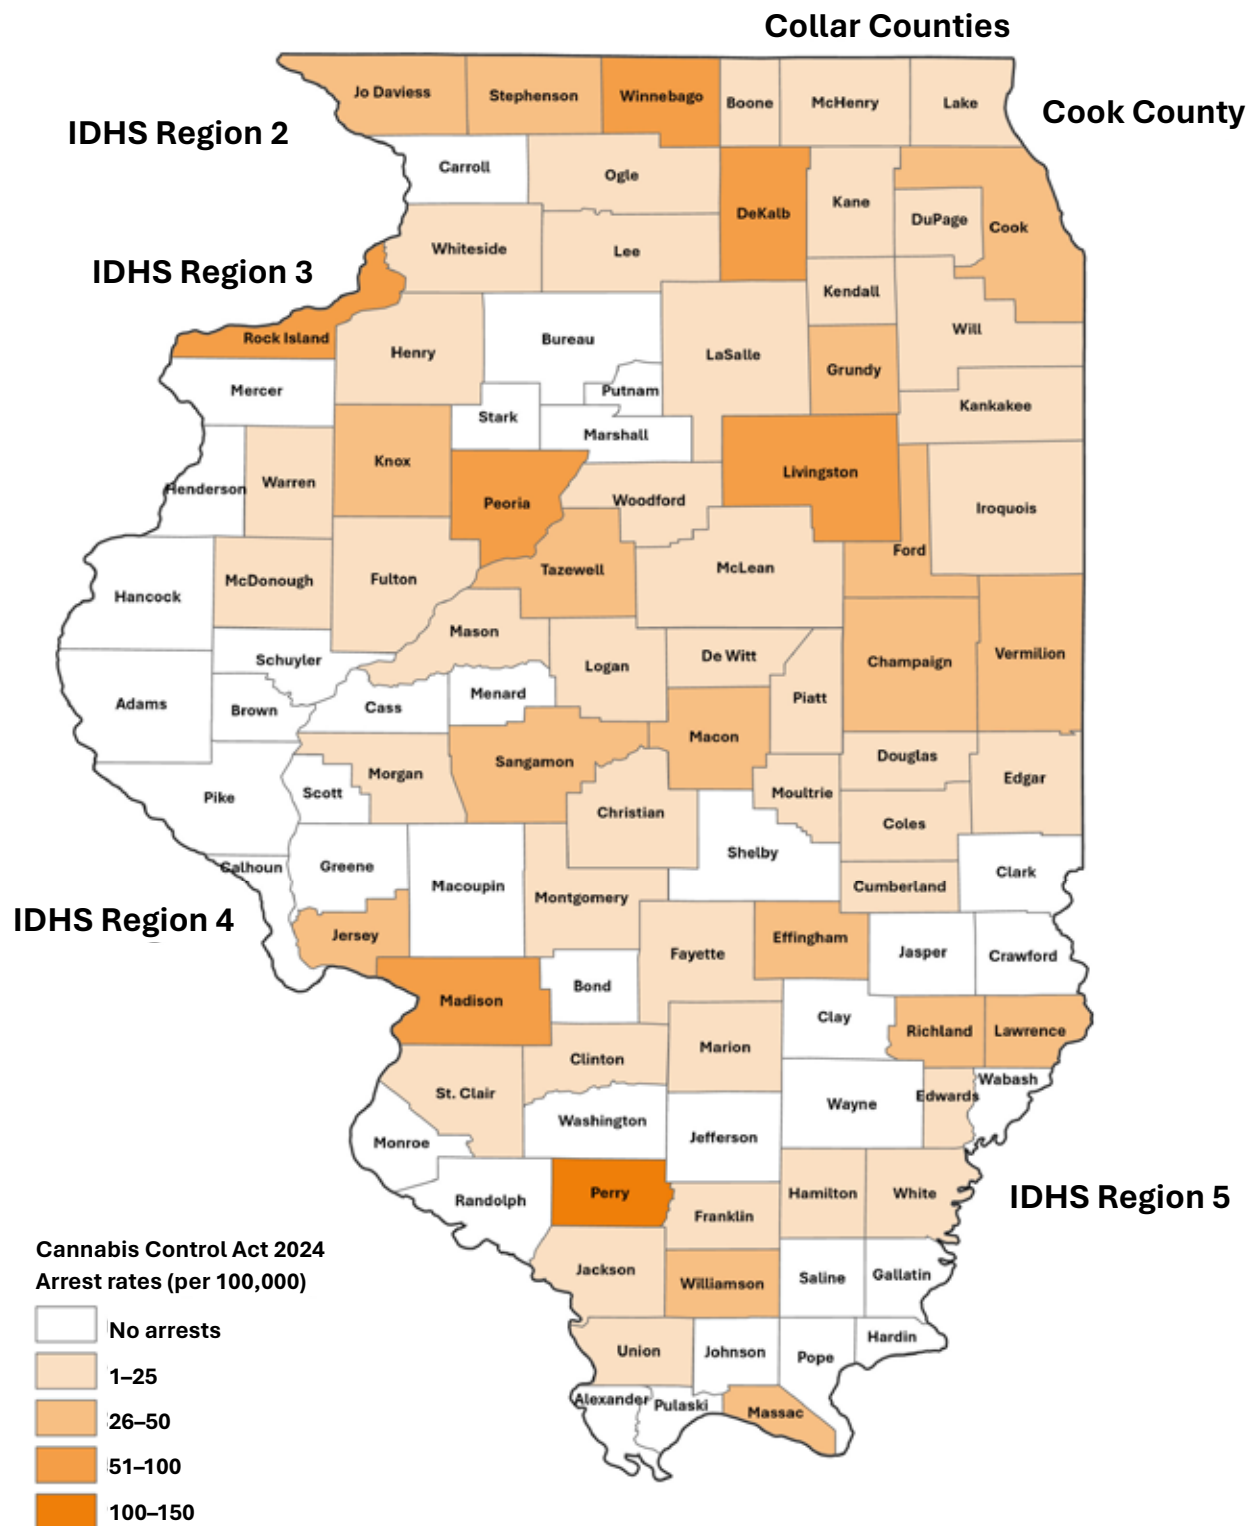 Collar Counties
Jo Daviess
Stephenson
Winnebago
Boone
McHenry
Lake
Cook County
IDHS Region 2
Carroll
Ogle
DeKalb
Kane
DuPage
Cook
Whiteside
Lee
IDHS Region 3
Kendall
Rock Island
Henry
Bureau
LaSalle
Will
Grundy
Mercer
Putnam
Kankakee
Stark
Marshall
Knox
Livingston
Henderson
Warren
Peoria
Woodford
Iroquois
Ford
McLean
Tazewell
Hancock
McDonough
Fulton
Mason
Schuyler
Logan
De Witt
Champaign
Vermilion
Adams
Brown
Cass
Menard
Piatt
Macon
Sangamon
Douglas
Morgan
Edgar
Pike
Scott
Moultrie
Christian
Coles
Shelby
Calhoun
Greene
Macoupin
Clark
Cumberland
Montgomery
IDHS Region 4
Jersey
Effingham
Fayette
Jasper
Crawford
Bond
Madison
Clay
Richland
Lawrence
Marion
Clinton
Wabash
St. Clair
Edwards
Wayne
Washington
Jefferson
Monroe
Perry
Hamilton
White
IDHS Region 5
Randolph
Franklin
Jackson
Williamson
Saline
Gallatin
Hardin
Union
Johnson
Pope
Alexander
Pulaski
Massac
Cannabis Control Act 2024
Arrest rates (per 100,000)
No arrests
1–25
26–50
51–100
100–150